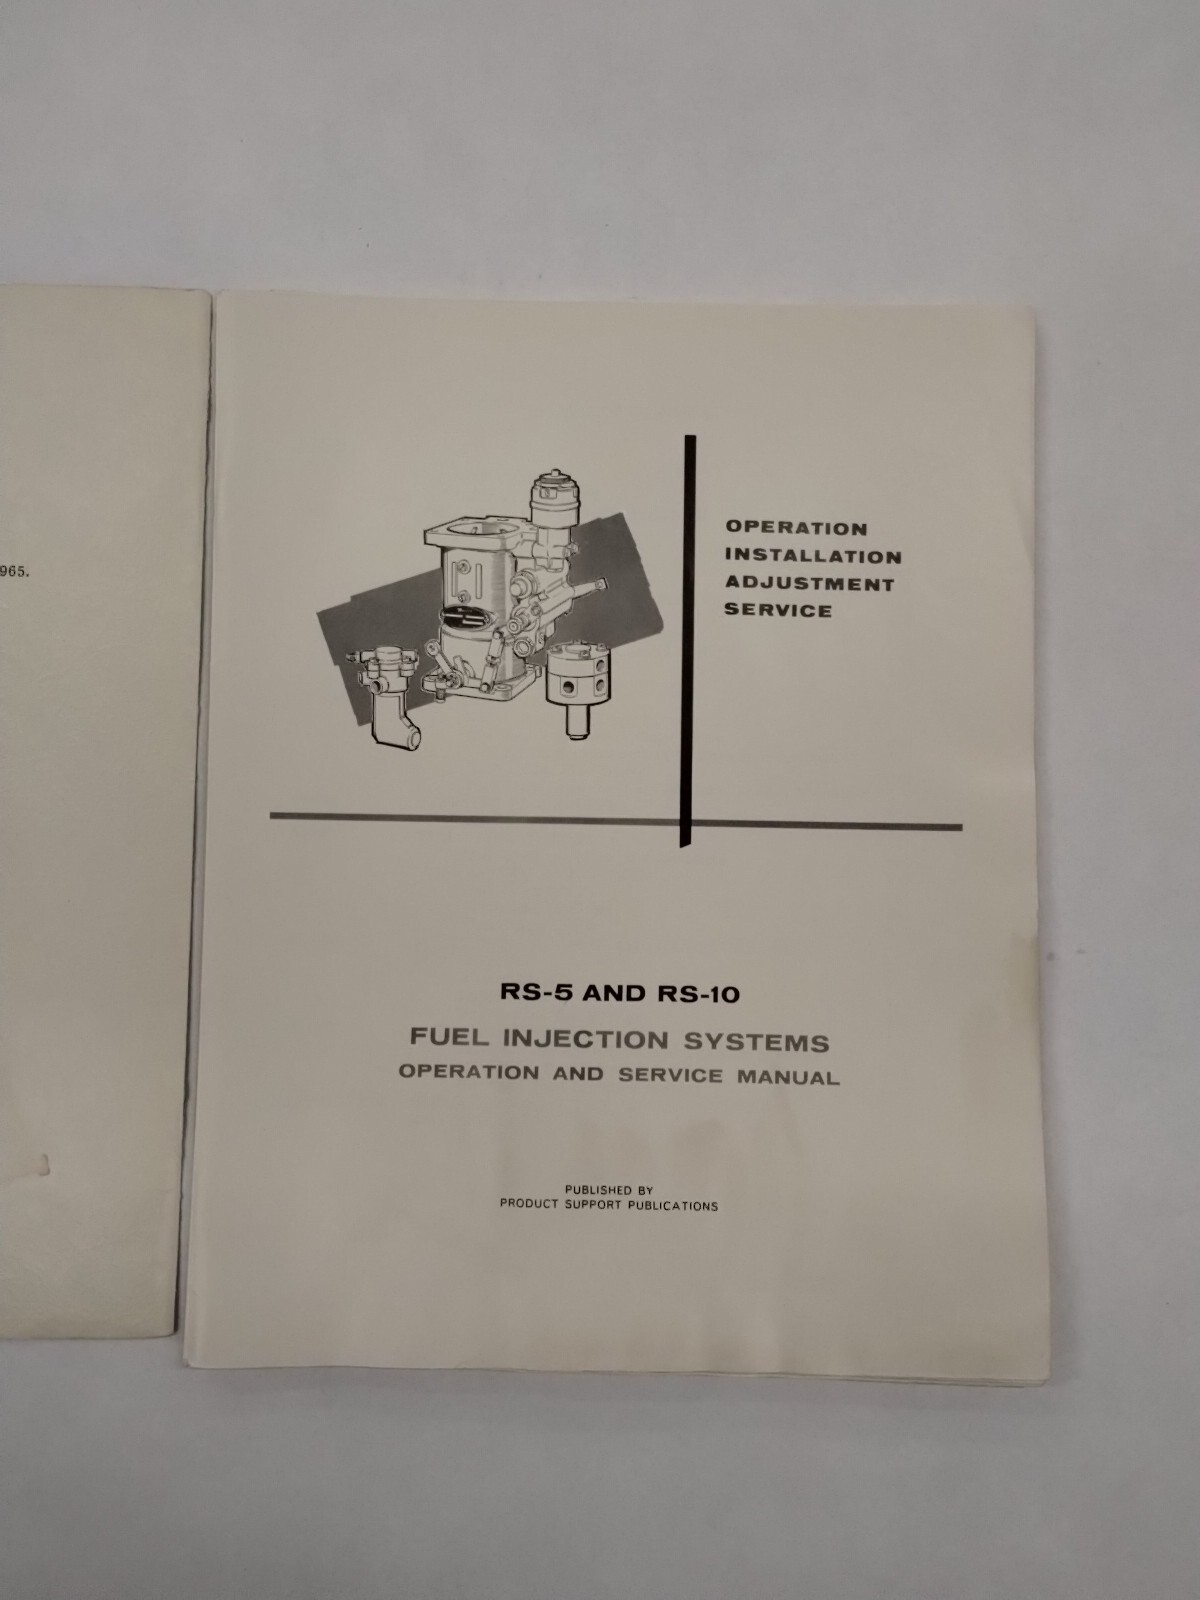 965.
OPERATION
INSTALLATION
ADJUSTMENT
SERVICE
RS-5 AND RS-10
FUEL INJECTION SYSTEMS
OPERATION AND SERVICE MANUAL
PUBLISHED BY
PRODUCT SUPPORT PUBLICATIONS